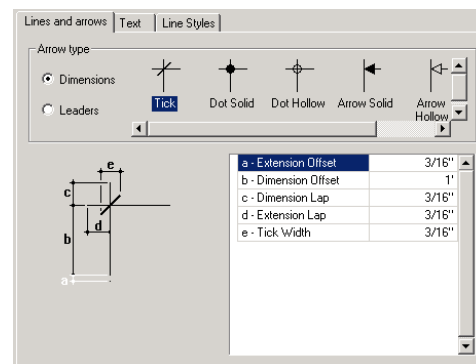 Lines and arrows Text Line Styles
Arrow type
Dimensions
Leaders
Tick Dot Solid Dot Hollow Arrow Solid Arrow Hollow
e
c
d
b
a
a - Extension Offset 3/16"
b - Dimension Offset 1'
c - Dimension Lap 3/16"
d - Extension Lap 3/16"
e - Tick Width 3/16"